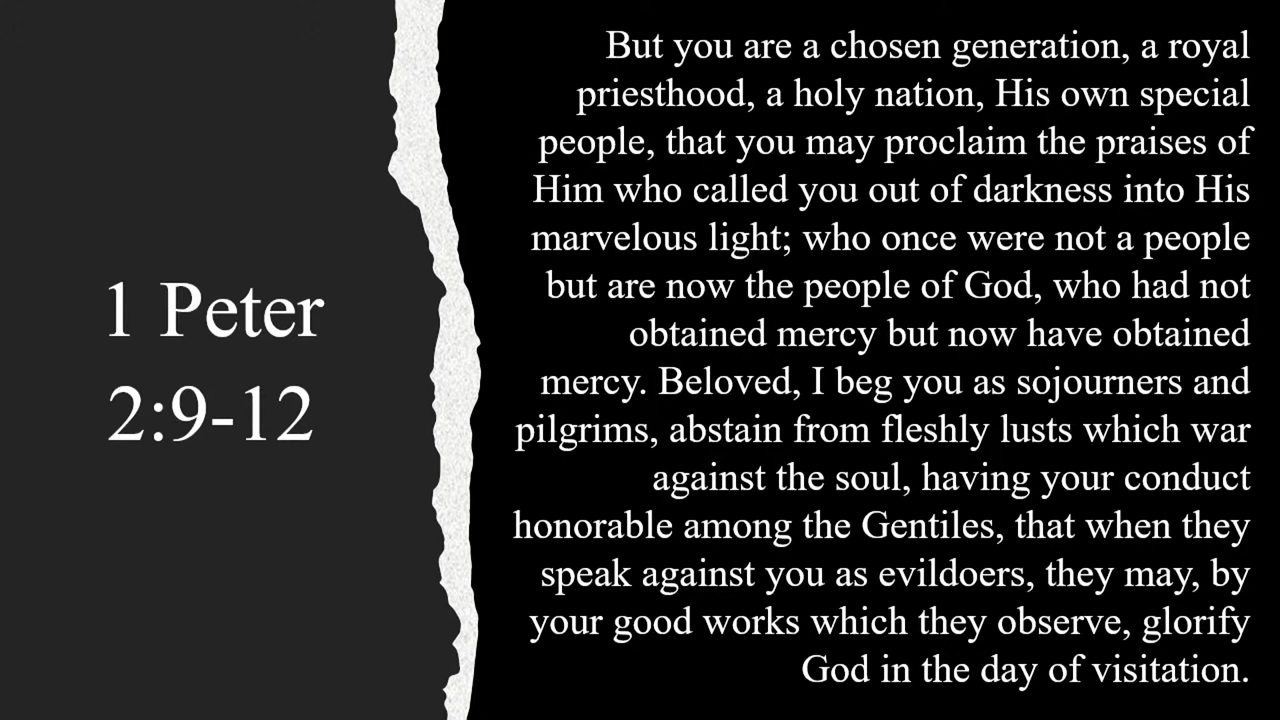 1 Peter
2:9-12
But you are a chosen generation, a royal
priesthood, a holy nation, His own special
people, that you may proclaim the praises of
Him who called you out of darkness into His
marvelous light; who once were not a people
but are now the people of God, who had not
obtained mercy but now have obtained
mercy. Beloved, I beg you as sojourners and
pilgrims, abstain from fleshly lusts which war
against the soul, having your conduct
honorable among the Gentiles, that when they
speak against you as evildoers, they may, by
your good works which they observe, glorify
God in the day of visitation.